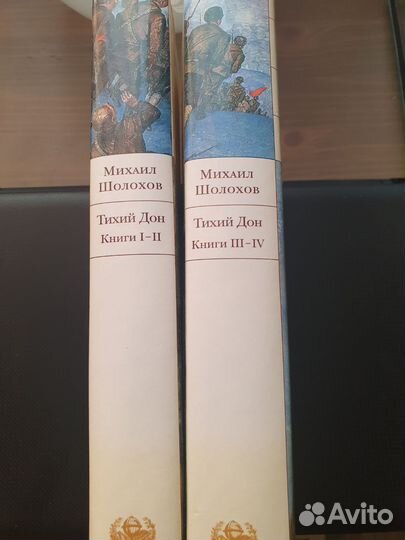 Михаил
Шолохов
Тихий Дон
Книги I–II
Михаил
Шолохов
Тихий Дон
Книги III–IV
Avito